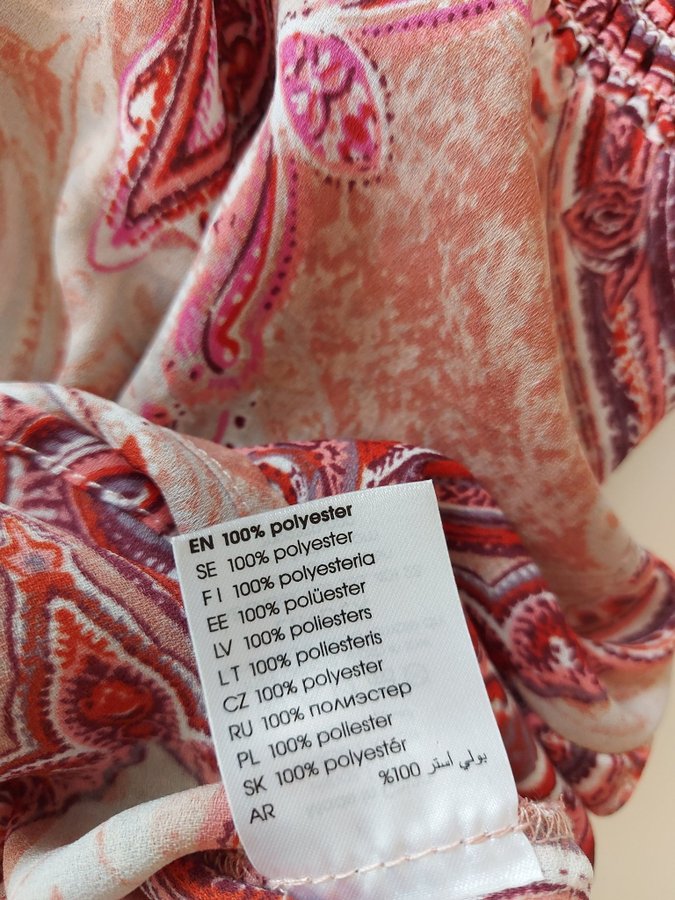 EN 100% polyester
SE 100% polyester
FI 100% polyesteria
EE 100% polüester
LV 100% poliesters
LT 100% poliesteris
CZ 100% polyester
RU 100% полиэстер
PL 100% poliester
SK 100% polyestér
AR بولي استر 100%